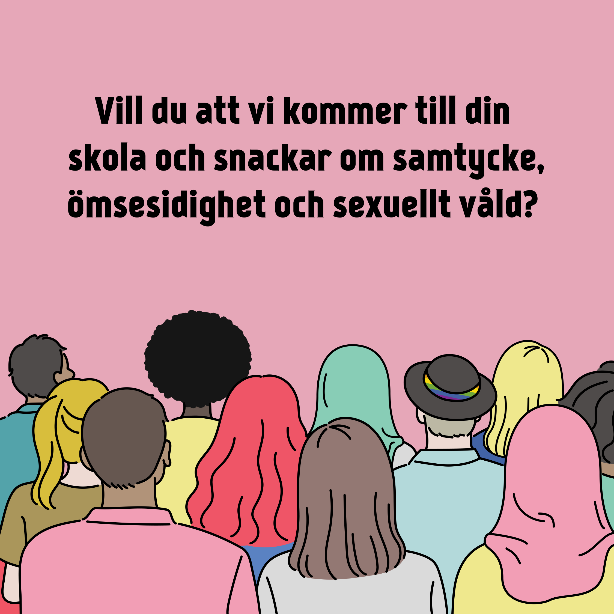 Vill du att vi kommer till din
skola och snackar om samtycke,
ömsesidighet och sexuellt våld?